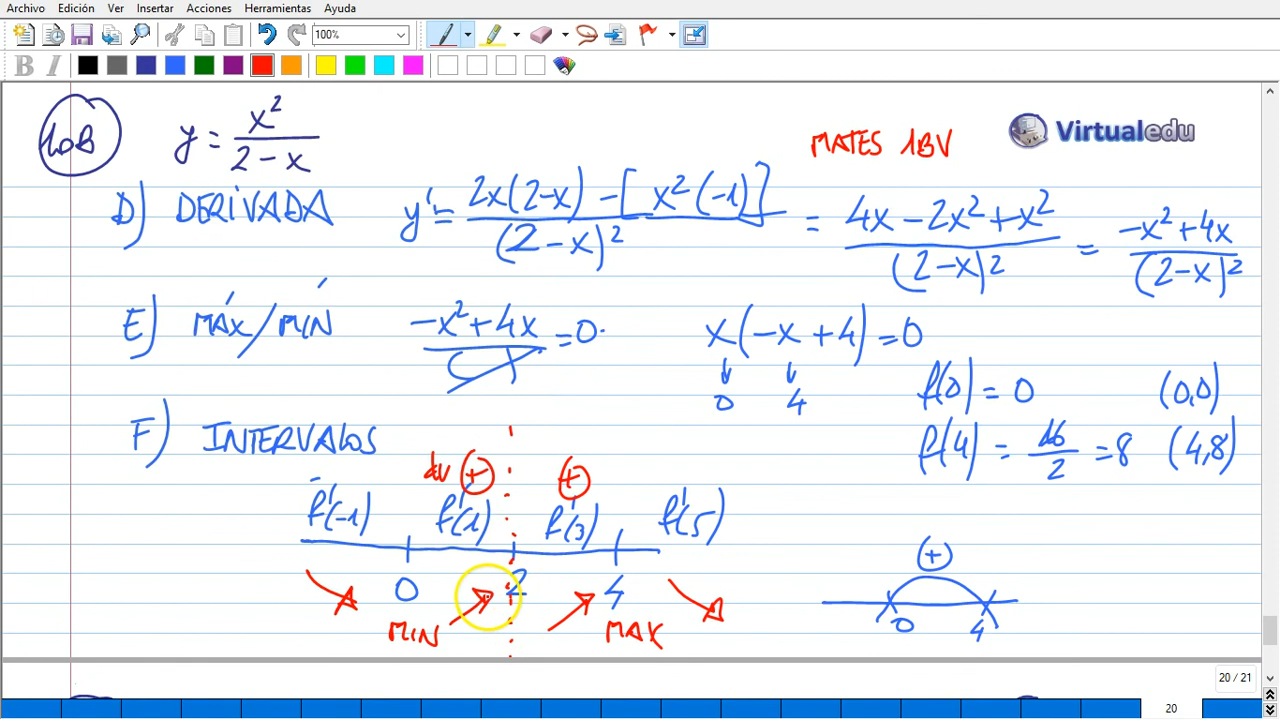 Archivo Edición Ver Insertar Acciones Herramientas Ayuda
100%
B I
10B y = x²/(2-x)
MATES 1BV
Virtualedu
D) DERIVADA y' = (2x(2-x) - [x²(-1)])/(2-x)² = (4x - 2x² + x²)/(2-x)² = (-x² + 4x)/(2-x)²
E) MÁX/MÍN (-x² + 4x) = 0. x(-x + 4) = 0
0 4
f(0) = 0 (0,0)
f(4) = 16/2 = 8 (4,8)
F) INTERVALOS
+ +
f'(-1) f'(1) f'(3) f'(5)
0 2 4
MIN MAX
+
0 4
20 / 21
20